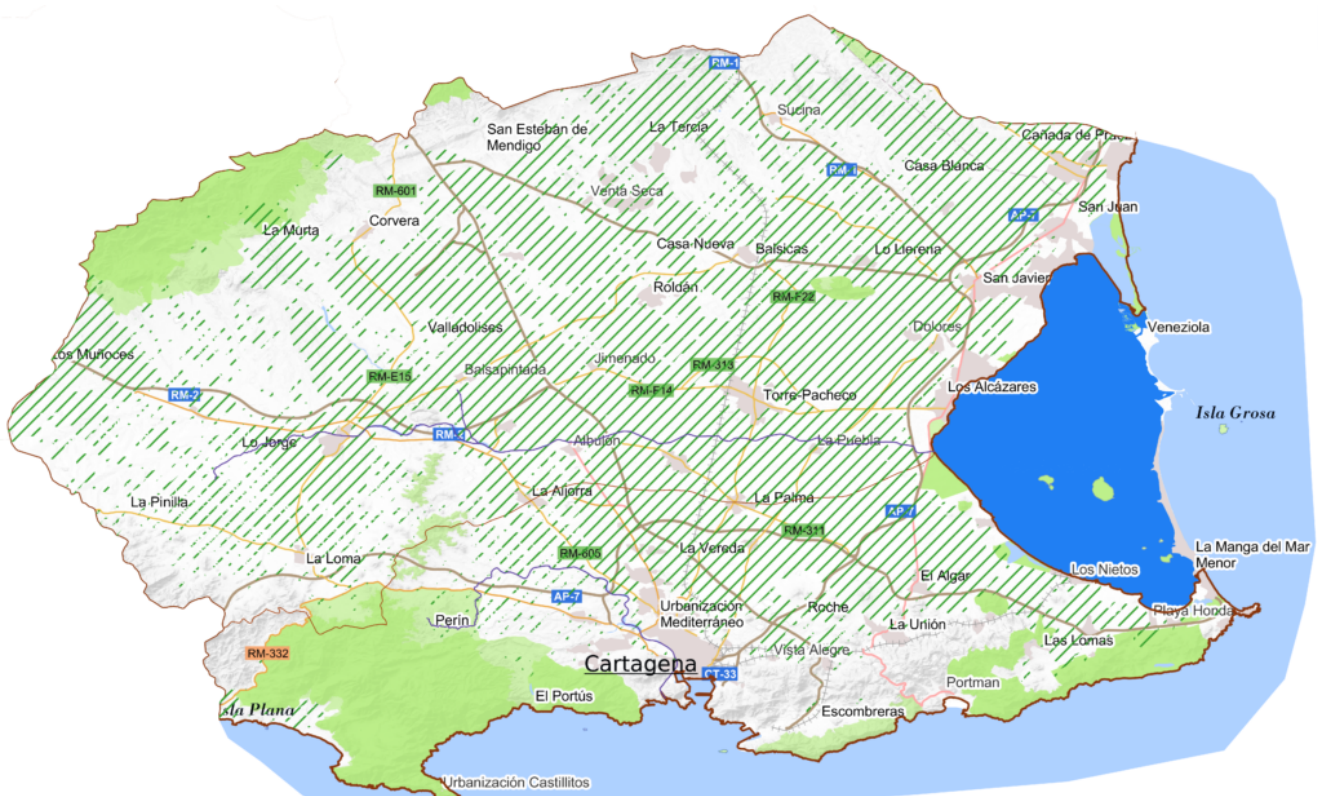 RM-1
Sucina
San Esteban de
Mendigo
La Tercia
Cañada de
Casa Blanca
RM-1
RM-601
Venta Seca
San Juan
AP-7
Corvera
La Murta
Casa Nueva
Balsicas
Lo Llerena
San Javier
Roldán
RM-F22
Valladolises
Dolores
Veneziola
Los Muñoces
Jimenado
RM-313
Balsapintada
RM-E15
RM-F14
Los Alcázares
RM-2
Torre-Pacheco
Isla Grosa
Lo Jorge
RM-2
Albujón
La Puebla
La Pinilla
La Aljorra
La Palma
AP-7
RM-311
La Loma
RM-605
La Vereda
La Manga del Mar
Menor
Los Nietos
El Algar
AP-7
Urbanización
Mediterráneo
Roche
Playa Honda
Perín
La Unión
Las Lomas
RM-332
Vista Alegre
Cartagena
CT-33
Portman
El Portús
Isla Plana
Escombreras
Urbanización Castillitos